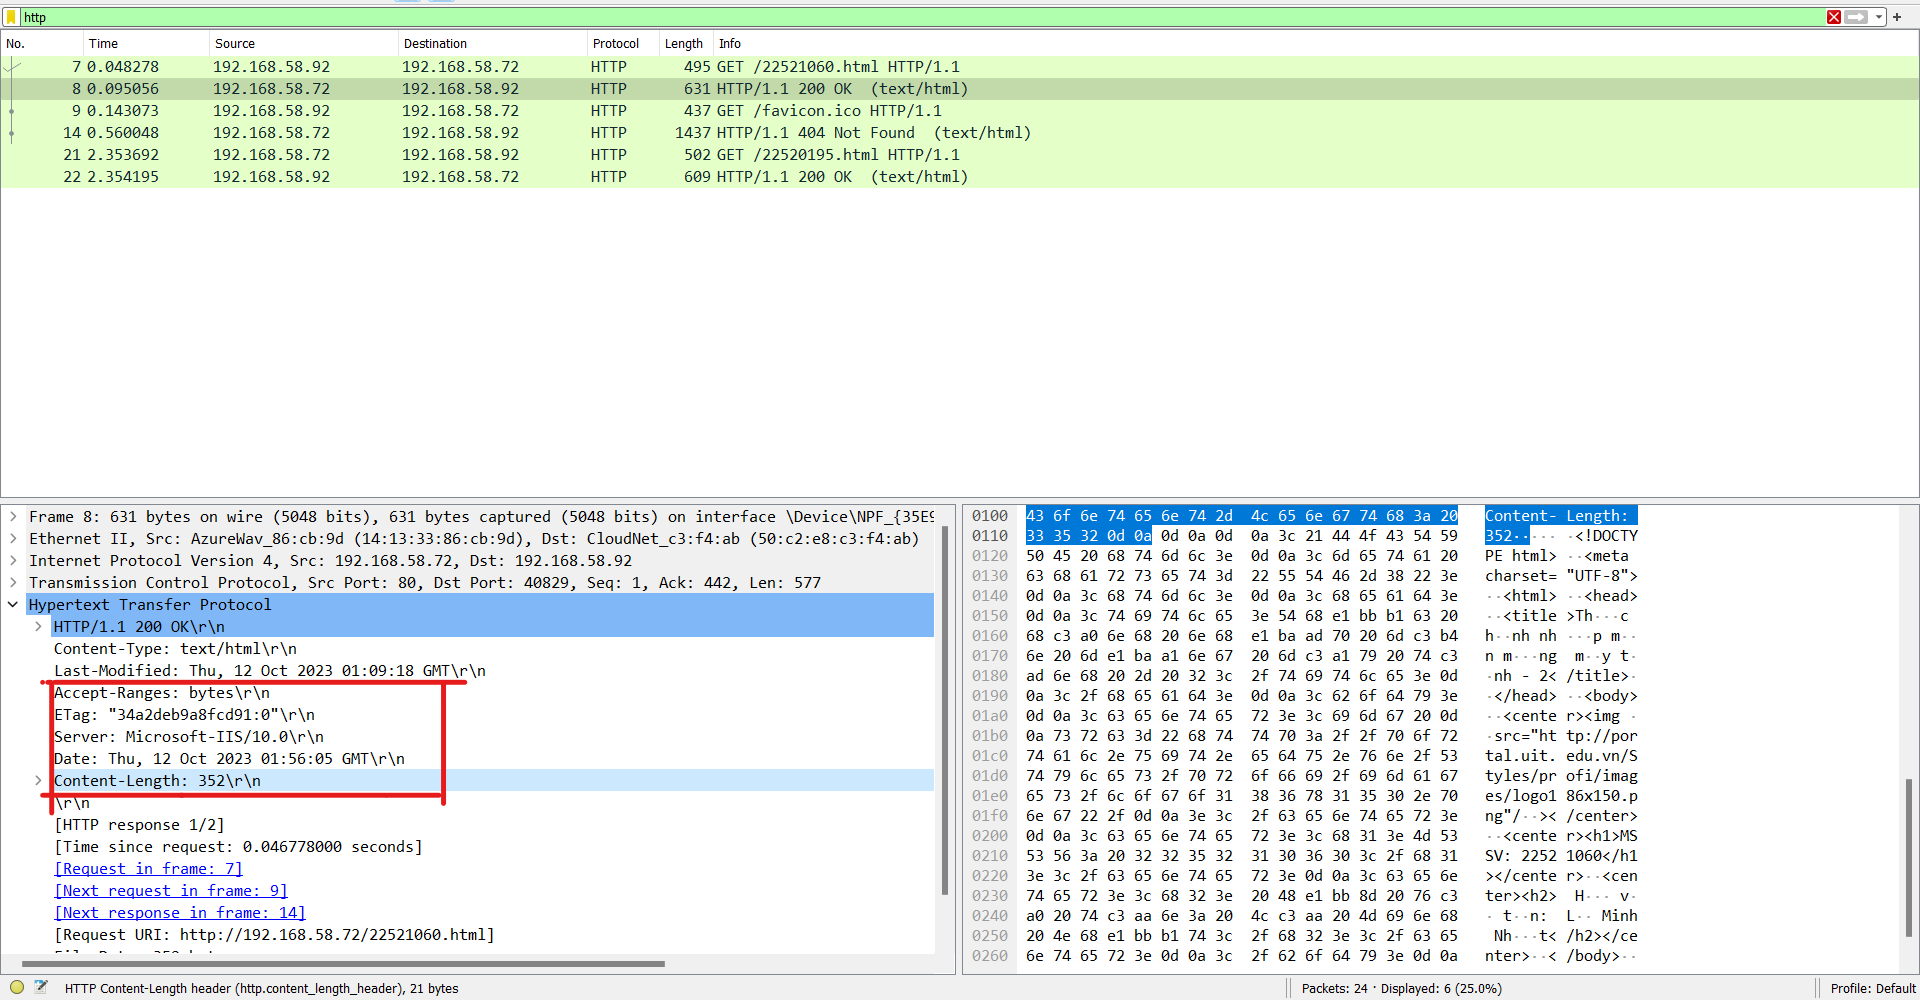 http
No. Time Source Destination Protocol Length Info
7 0.048278 192.168.58.92 192.168.58.72 HTTP 495 GET /22521060.html HTTP/1.1
8 0.095056 192.168.58.72 192.168.58.92 HTTP 631 HTTP/1.1 200 OK  (text/html)
9 0.143073 192.168.58.92 192.168.58.72 HTTP 437 GET /favicon.ico HTTP/1.1
14 0.560048 192.168.58.72 192.168.58.92 HTTP 1437 HTTP/1.1 404 Not Found  (text/html)
21 2.353692 192.168.58.72 192.168.58.92 HTTP 502 GET /22520195.html HTTP/1.1
22 2.354195 192.168.58.92 192.168.58.72 HTTP 609 HTTP/1.1 200 OK  (text/html)
Frame 8: 631 bytes on wire (5048 bits), 631 bytes captured (5048 bits) on interface \Device\NPF_{35E9
Ethernet II, Src: AzureWav_86:cb:9d (14:13:33:86:cb:9d), Dst: CloudNet_c3:f4:ab (50:c2:e8:c3:f4:ab)
Internet Protocol Version 4, Src: 192.168.58.72, Dst: 192.168.58.92
Transmission Control Protocol, Src Port: 80, Dst Port: 40829, Seq: 1, Ack: 442, Len: 577
Hypertext Transfer Protocol
HTTP/1.1 200 OK\r\n
Content-Type: text/html\r\n
Last-Modified: Thu, 12 Oct 2023 01:09:18 GMT\r\n
Accept-Ranges: bytes\r\n
ETag: "34a2deb9a8fcd91:0"\r\n
Server: Microsoft-IIS/10.0\r\n
Date: Thu, 12 Oct 2023 01:56:05 GMT\r\n
Content-Length: 352\r\n
\r\n
[HTTP response 1/2]
[Time since request: 0.046778000 seconds]
[Request in frame: 7]
[Next request in frame: 9]
[Next response in frame: 14]
[Request URI: http://192.168.58.72/22521060.html]
0100 43 6f 6e 74 65 6e 74 2d 4c 65 6e 67 74 68 3a 20 Content- Length:
0110 33 35 32 0d 0a 0d 0a 0d 0a 3c 21 44 4f 43 54 59 352····· ·<!DOCTY
0120 50 45 20 68 74 6d 6c 3e 0d 0a 3c 6d 65 74 61 20 PE html> ··<meta
0130 63 68 61 72 73 65 74 3d 22 55 54 46 2d 38 22 3e charset= "UTF-8">
0140 0d 0a 3c 68 74 6d 6c 3e 0d 0a 3c 68 65 61 64 3e ··<html> ··<head>
0150 0d 0a 3c 74 69 74 6c 65 3e 54 68 e1 bb b1 63 20 ··<title >Th···c
0160 68 c3 a0 6e 68 20 6e 68 e1 ba ad 70 20 6d c3 b4 h··nh nh ···p m··
0170 6e 20 6d e1 ba a1 6e 67 20 6d c3 a1 79 20 74 c3 n m···ng m··y t·
0180 ad 6e 68 20 2d 20 32 3c 2f 74 69 74 6c 65 3e 0d ·nh - 2< /title>·
0190 0a 3c 2f 68 65 61 64 3e 0d 0a 3c 62 6f 64 79 3e ·</head> ··<body>
01a0 0d 0a 3c 63 65 6e 74 65 72 3e 3c 69 6d 67 20 0d ··<cente r><img ·
01b0 0a 73 72 63 3d 22 68 74 74 70 3a 2f 2f 70 6f 72 ·src="ht tp://por
01c0 74 61 6c 2e 75 69 74 2e 65 64 75 2e 76 6e 2f 53 tal.uit. edu.vn/S
01d0 74 79 6c 65 73 2f 70 72 6f 66 69 2f 69 6d 61 67 tyles/pr ofi/imag
01e0 65 73 2f 6c 6f 67 6f 31 38 36 78 31 35 30 2e 70 es/logo1 86x150.p
01f0 6e 67 22 2f 0d 0a 3e 3c 2f 63 65 6e 74 65 72 3e ng"/··>< /center>
0200 0d 0a 3c 63 65 6e 74 65 72 3e 3c 68 31 3e 4d 53 ··<cente r><h1>MS
0210 53 56 3a 20 32 32 35 32 31 30 36 30 3c 2f 68 31 SV: 2252 1060</h1
0220 3e 3c 2f 63 65 6e 74 65 72 3e 0d 0a 3c 63 65 6e ></cente r>··<cen
0230 74 65 72 3e 3c 68 32 3e 20 48 e1 bb 8d 20 76 c3 ter><h2> H··· v·
0240 a0 20 74 c3 aa 6e 3a 20 4c c3 aa 20 4d 69 6e 68 · t··n: L·· Minh
0250 20 4e 68 e1 bb b1 74 3c 2f 68 32 3e 3c 2f 63 65 Nh···t< /h2></ce
0260 6e 74 65 72 3e 0d 0a 3c 2f 62 6f 64 79 3e 0d 0a nter>··< /body>··
HTTP Content-Length header (http.content_length_header), 21 bytes
Packets: 24 · Displayed: 6 (25.0%)
Profile: Default